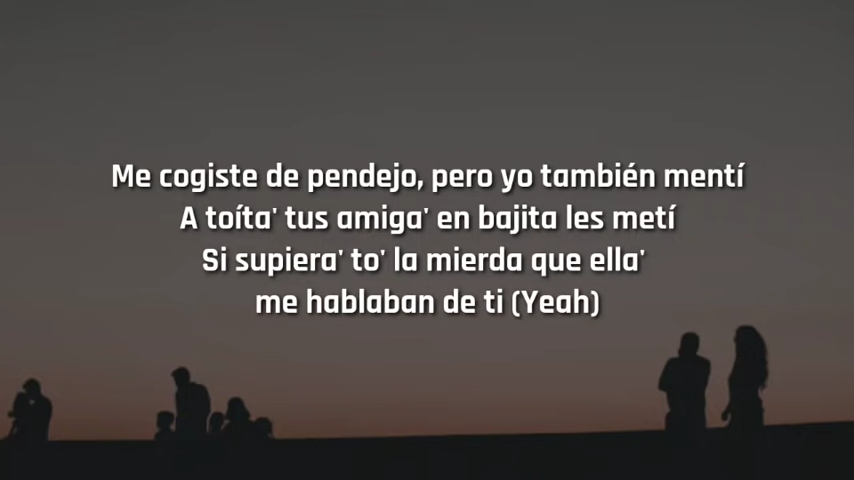 Me cogiste de pendejo, pero yo también mentí
A toíta' tus amiga' en bajita les metí
Si supiera' to' la mierda que ella'
me hablaban de ti (Yeah)